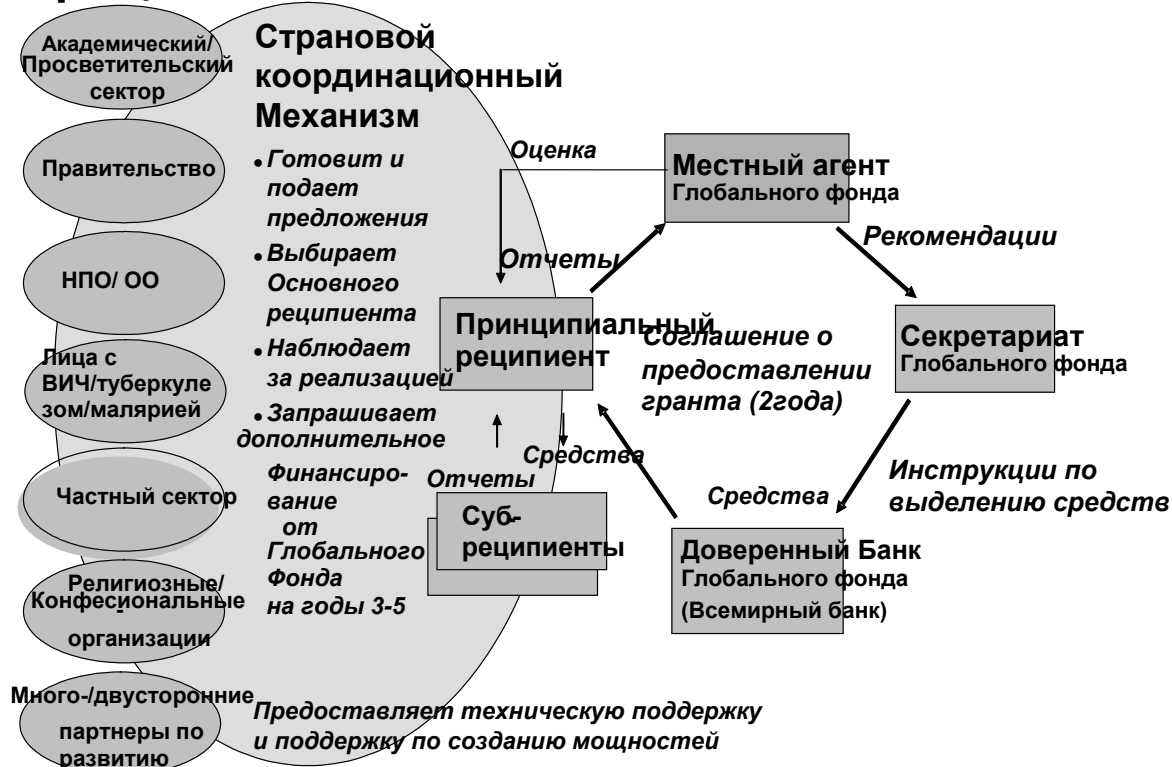 Академический/
Просветительский
сектор
Правительство
НПО/ ОО
Лица с
ВИЧ/туберкуле
зом/малярией
Частный сектор
Религиозные/
Конфесиональные
-
организации
Много-/двусторонние
партнеры по
развитию
Страновой
координационный
Механизм
• Готовит и
подает
предложения
• Выбирает
Основного
реципиента
• Наблюдает
за реализацией
• Запрашивает
дополнительное
Финансиро-
вание
от
Глобального
Фонда
на годы 3-5
Предоставляет техническую поддержку
и поддержку по созданию мощностей
Оценка
Отчеты
Принципиальный
реципиент
Средства
Отчеты
Суб-
реципиенты
Местный агент
Глобального фонда
Рекомендации
Соглашение о
предоставлении
гранта (2года)
Секретариат
Глобального фонда
Инструкции по
выделению средств
Средства
Доверенный Банк
Глобального фонда
(Всемирный банк)